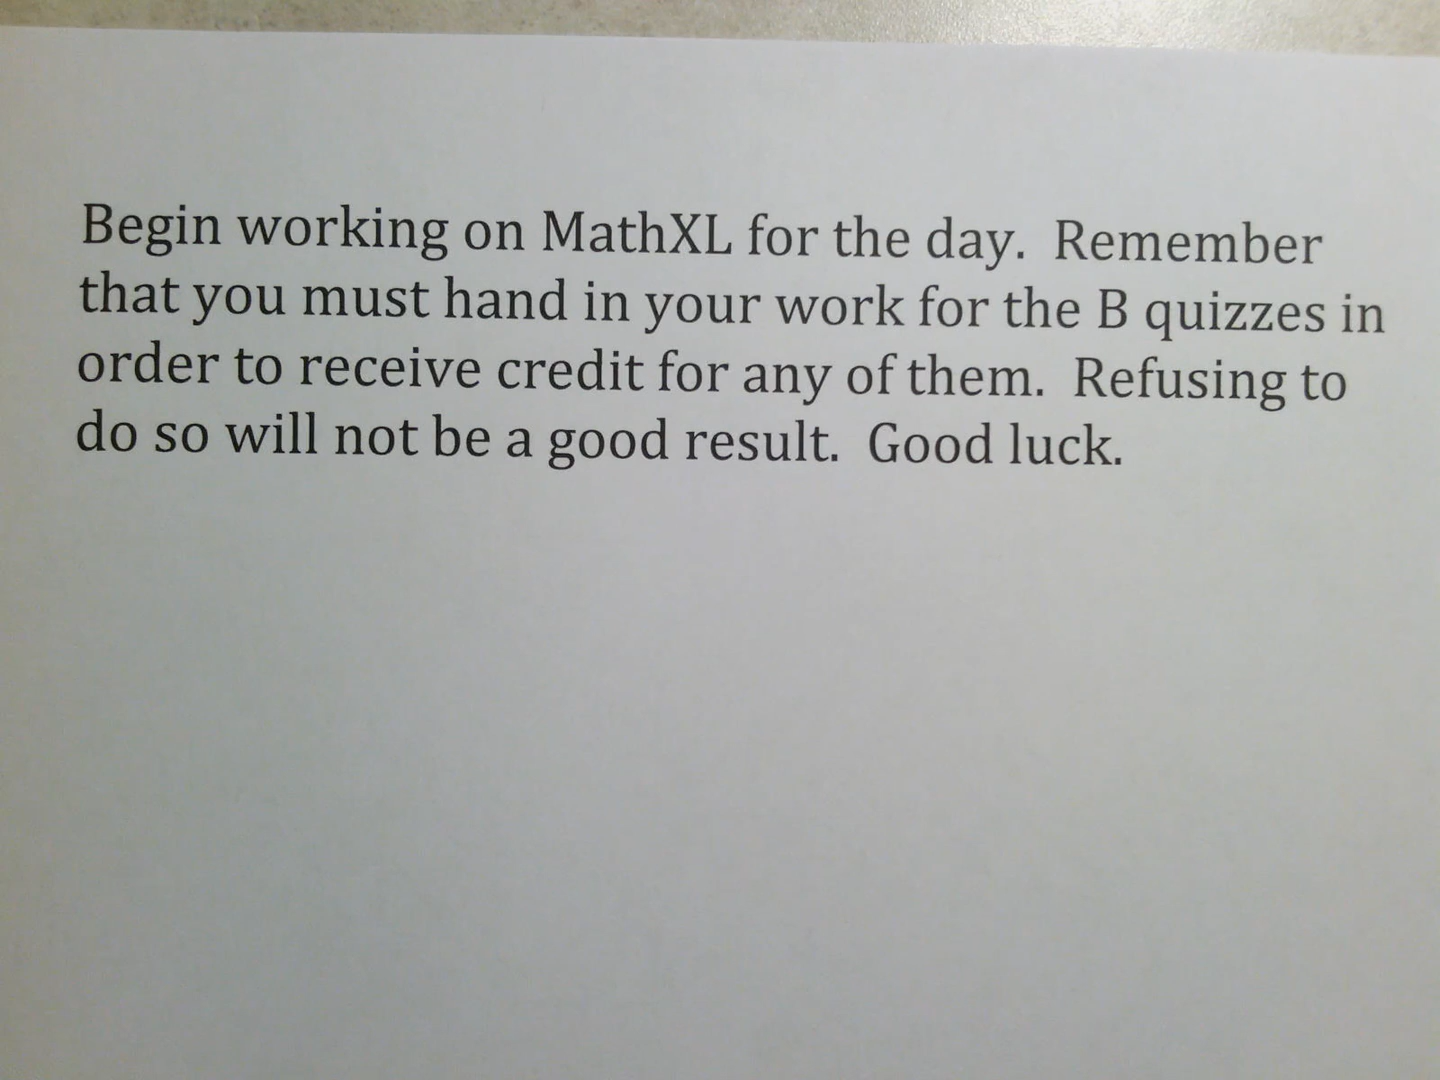 Begin working on MathXL for the day.  Remember
that you must hand in your work for the B quizzes in
order to receive credit for any of them.  Refusing to
do so will not be a good result.  Good luck.